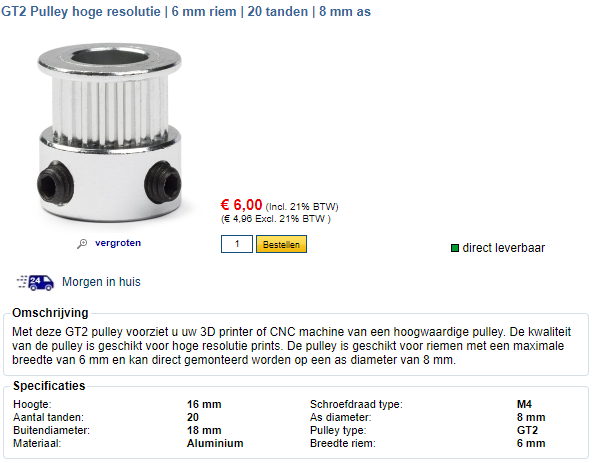 GT2 Pulley hoge resolutie | 6 mm riem | 20 tanden | 8 mm as
€ 6,00 (Incl. 21% BTW)
(€ 4,96 Excl. 21% BTW )
vergroten
1 Bestellen
direct leverbaar
24 Morgen in huis
Omschrijving
Met deze GT2 pulley voorziet u uw 3D printer of CNC machine van een hoogwaardige pulley. De kwaliteit
van de pulley is geschikt voor hoge resolutie prints. De pulley is geschikt voor riemen met een maximale
breedte van 6 mm en kan direct gemonteerd worden op een as diameter van 8 mm.
Specificaties
Hoogte: 16 mm Schroefdraad type: M4
Aantal tanden: 20 As diameter: 8 mm
Buitendiameter: 18 mm Pulley type: GT2
Materiaal: Aluminium Breedte riem: 6 mm